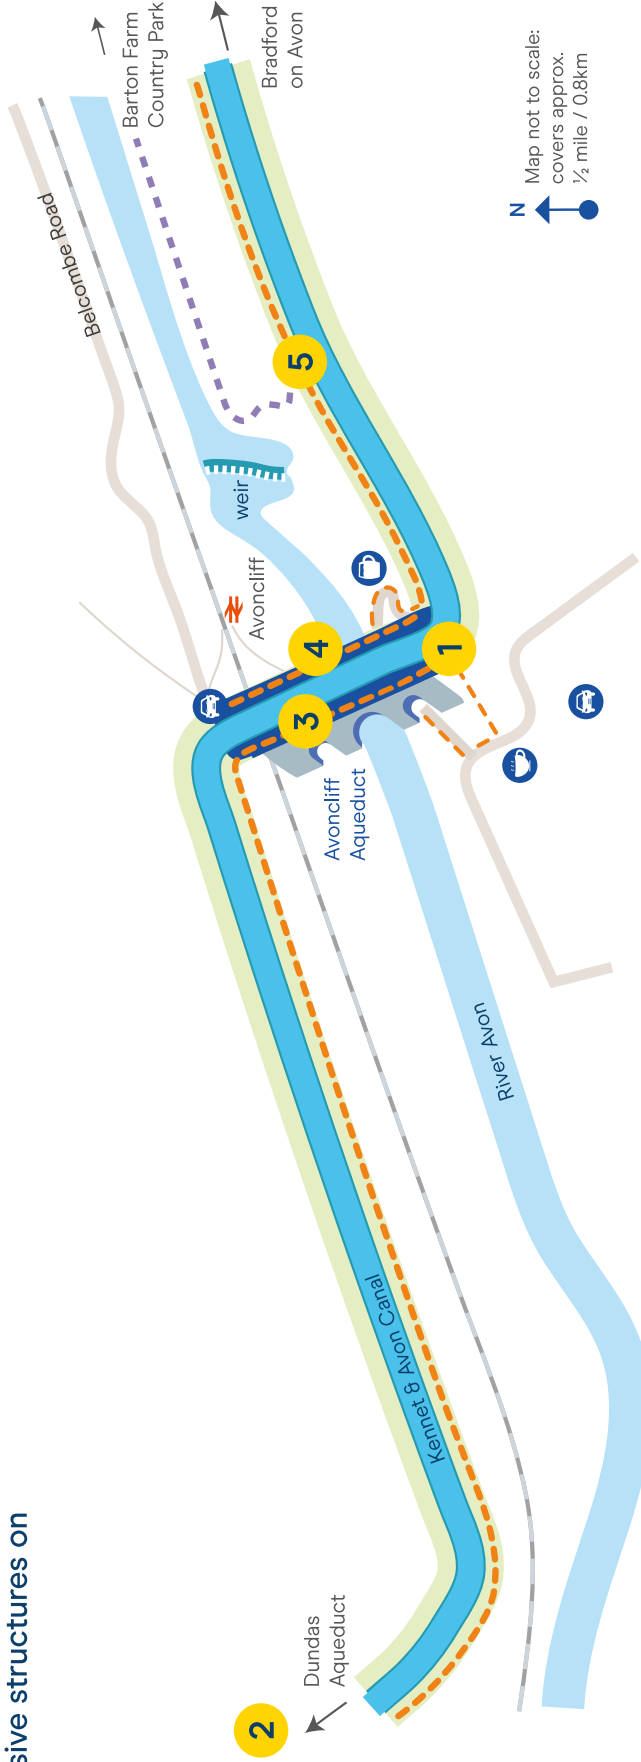 sive structures on
2
Dundas
Aqueduct
Kennet & Avon Canal
River Avon
Avoncliff
Aqueduct
3
4
1
Avoncliff
weir
5
Belcombe Road
Barton Farm
Country Park
Bradford
on Avon
N
Map not to scale:
covers approx.
½ mile / 0.8km